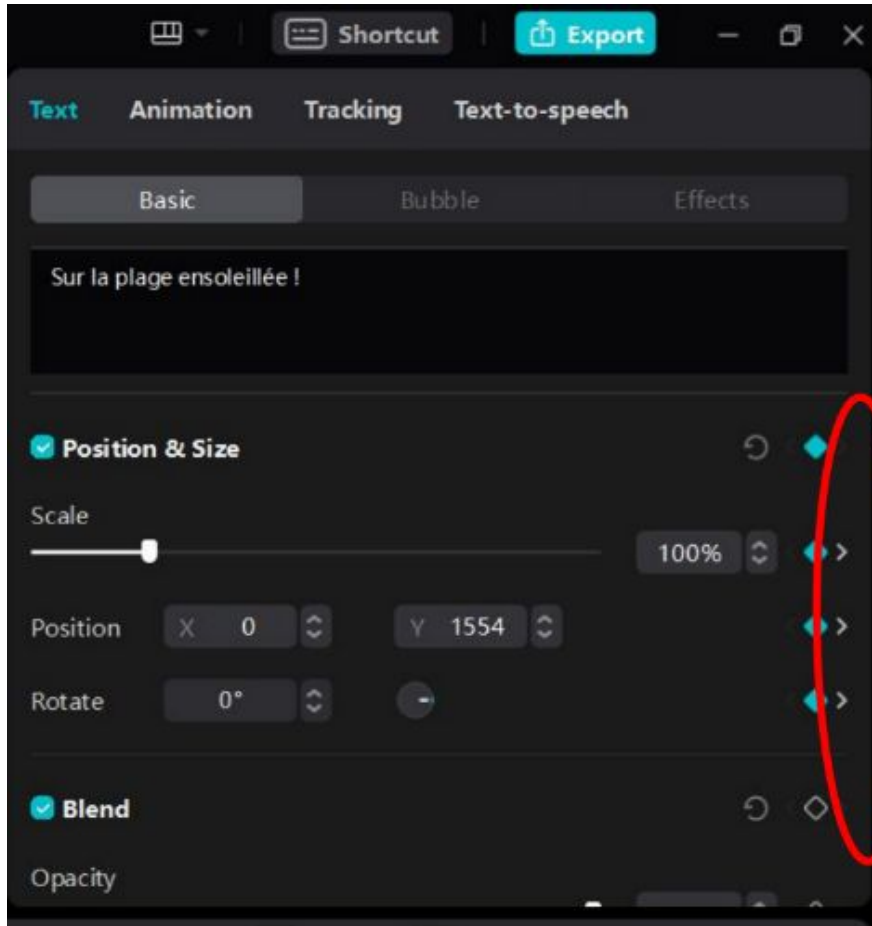 Shortcut Export
Text Animation Tracking Text-to-speech
Basic Bubble Effects
Sur la plage ensoleillée !
Position & Size
Scale
100%
Position X 0 Y 1554
Rotate 0°
Blend
Opacity